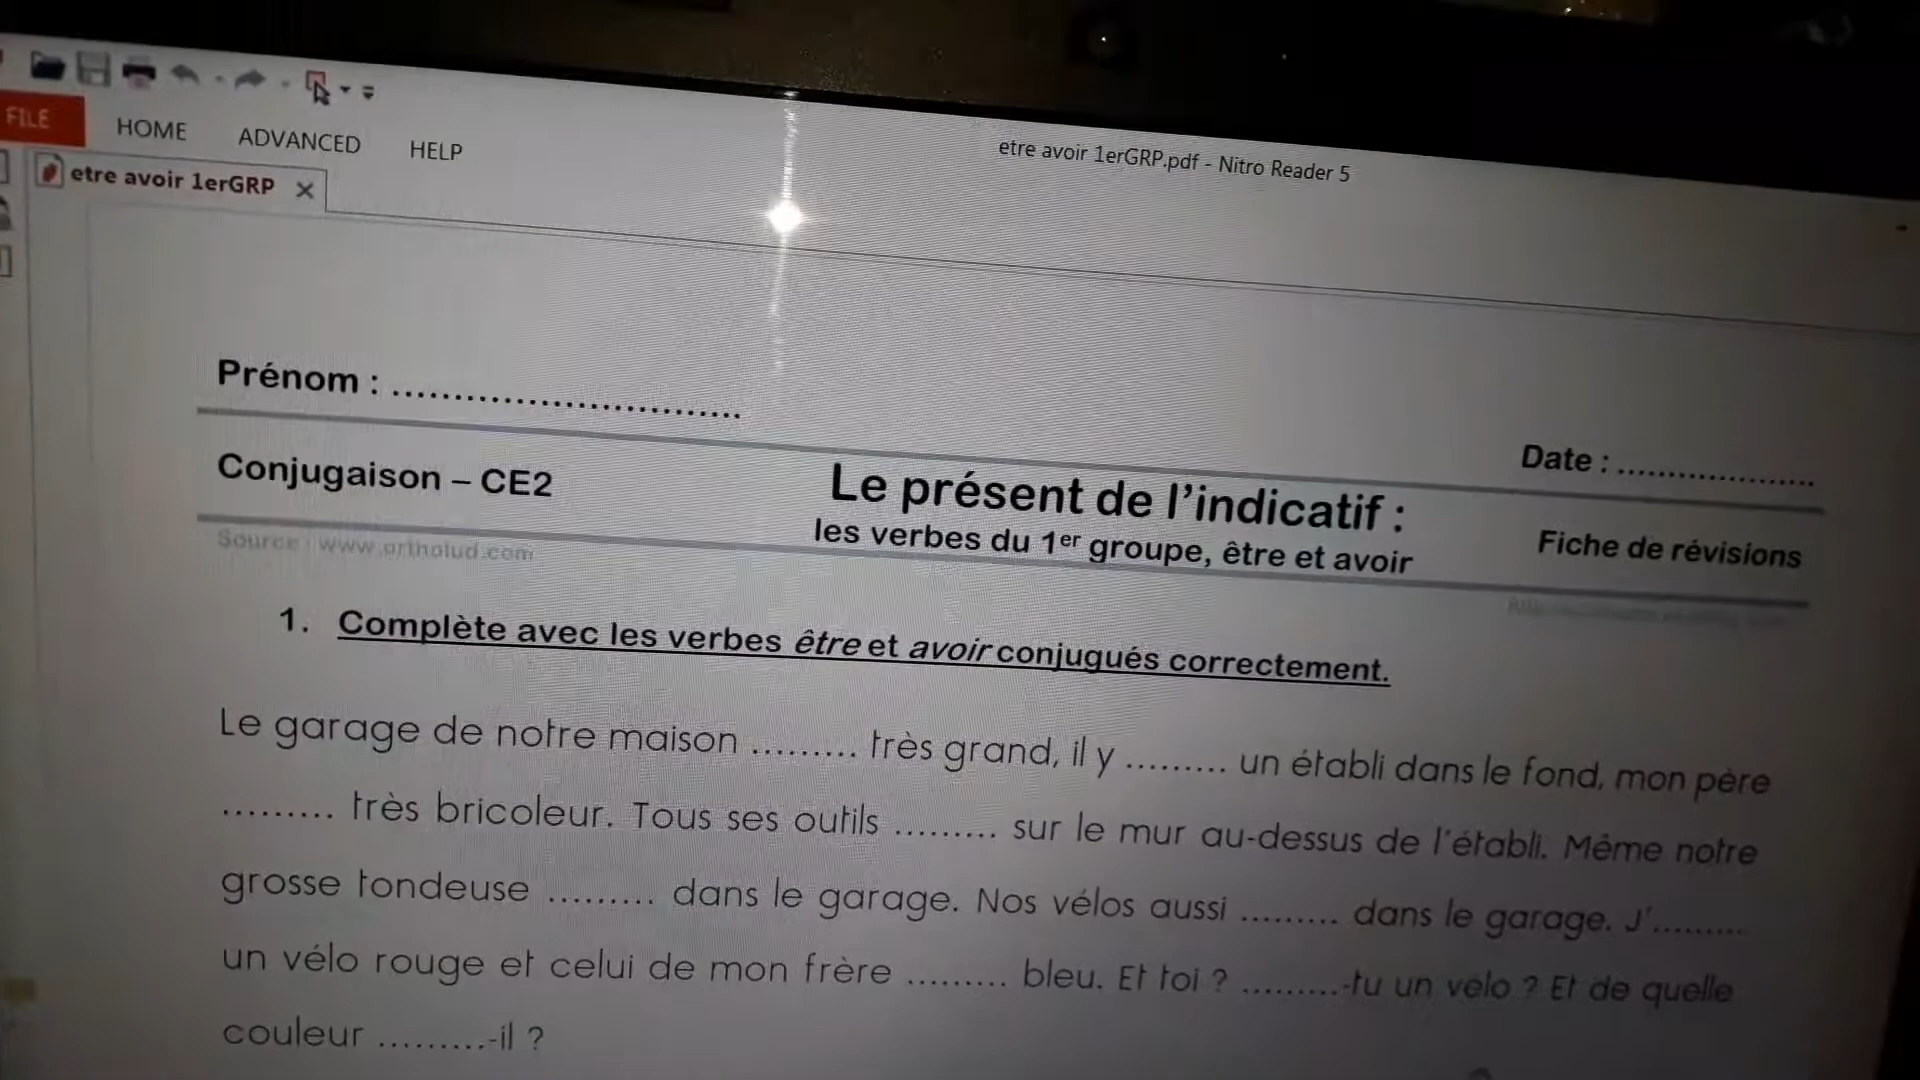 FILE HOME ADVANCED HELP
etre avoir 1erGRP.pdf - Nitro Reader 5
etre avoir 1erGRP
Prénom : ............................
Date : ....................
Conjugaison – CE2
Le présent de l'indicatif :
les verbes du 1er groupe, être et avoir
Fiche de révisions
Source : www.ortholud.com
1. Complète avec les verbes être et avoir conjugués correctement.
Le garage de notre maison ......... très grand, il y ......... un établi dans le fond, mon père
......... très bricoleur. Tous ses outils ......... sur le mur au-dessus de l'établi. Même notre
grosse tondeuse ......... dans le garage. Nos vélos aussi ......... dans le garage. J'.........
un vélo rouge et celui de mon frère ......... bleu. Et toi ? .........-tu un vélo ? Et de quelle
couleur .........-il ?